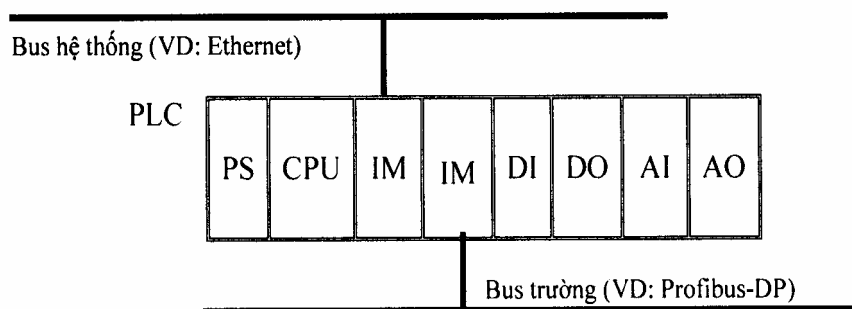 Bus hệ thống (VD: Ethernet)
PLC
PS CPU IM IM DI DO AI AO
Bus trường (VD: Profibus-DP)